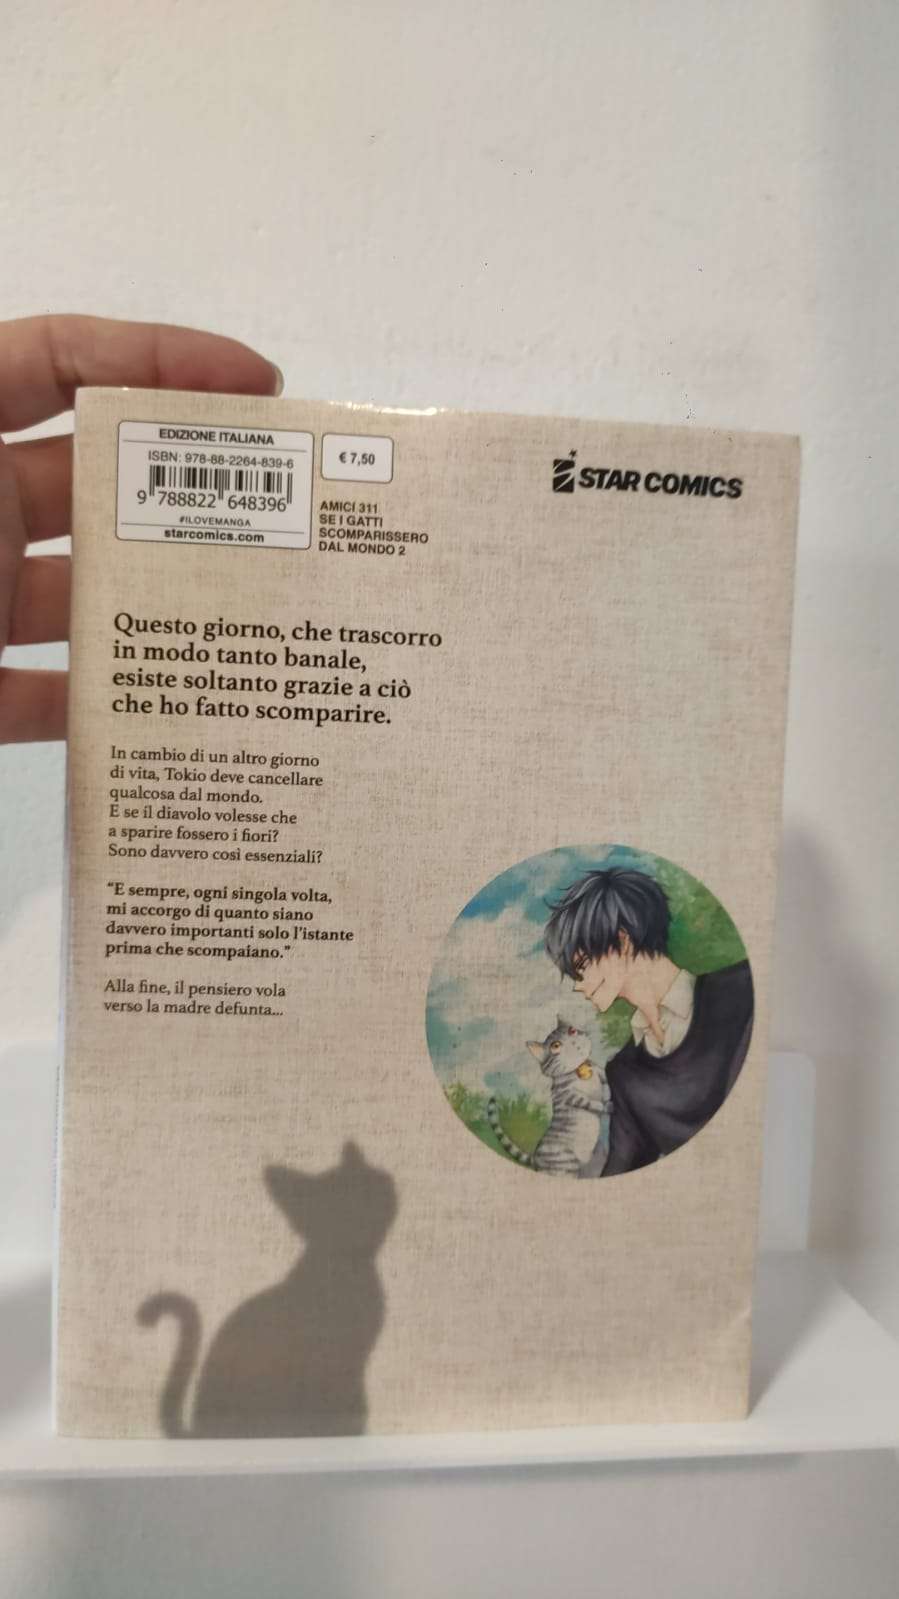 EDIZIONE ITALIANA
ISBN: 978-88-2264-839-6
9 788822 648396
#ILOVEMANGA
starcomics.com
€ 7,50
AMICI 311
SE I GATTI
SCOMPARISSERO
DAL MONDO 2
STAR COMICS
Questo giorno, che trascorro
in modo tanto banale,
esiste soltanto grazie a ciò
che ho fatto scomparire.
In cambio di un altro giorno
di vita, Tokio deve cancellare
qualcosa dal mondo.
E se il diavolo volesse che
a sparire fossero i fiori?
Sono davvero così essenziali?
“E sempre, ogni singola volta,
mi accorgo di quanto siano
davvero importanti solo l’istante
prima che scompaiano.”
Alla fine, il pensiero vola
verso la madre defunta...